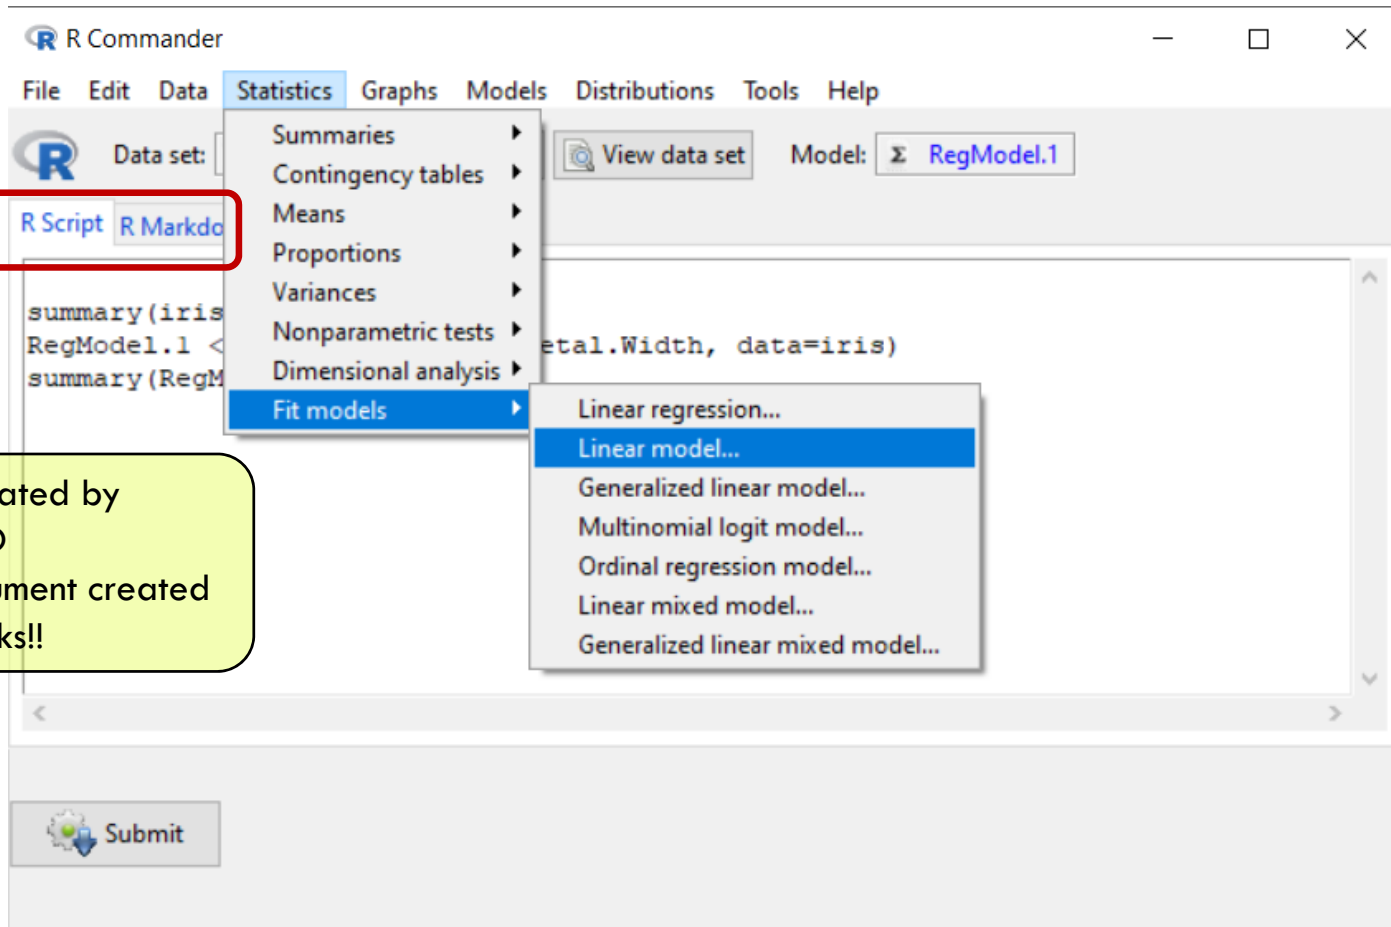 R Commander
File Edit Data Statistics Graphs Models Distributions Tools Help
Data set: View data set Model: Σ RegModel.1
R Script R Markdo
Summaries
Contingency tables
Means
Proportions
Variances
Nonparametric tests
Dimensional analysis
Fit models
summary(iris
RegModel.1 < etal.Width, data=iris)
summary(RegM
Linear regression...
Linear model...
Generalized linear model...
Multinomial logit model...
Ordinal regression model...
Linear mixed model...
Generalized linear mixed model...
ated by
ument created
ks!!
Submit